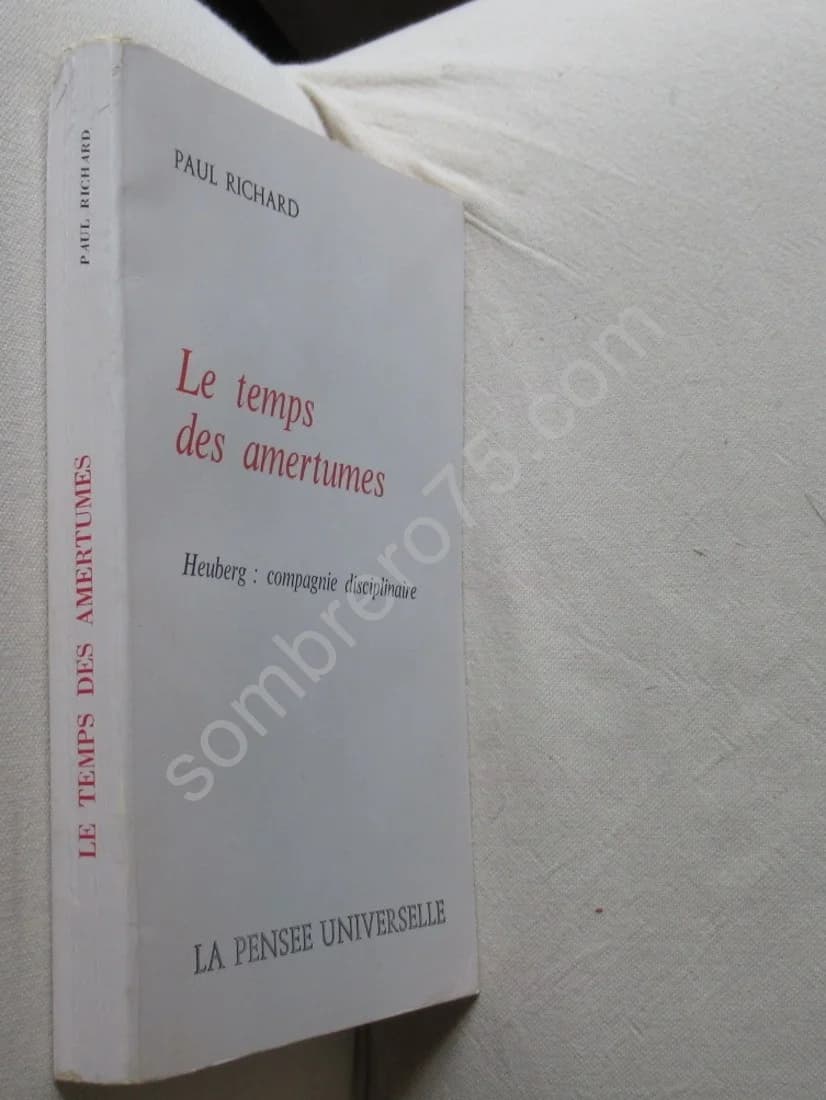 PAUL RICHARD
LE TEMPS DES AMERTUMES
PAUL RICHARD
Le temps
des amertumes
Heuberg : compagnie disciplinaire
LA PENSEE UNIVERSELLE
sombrero75.com